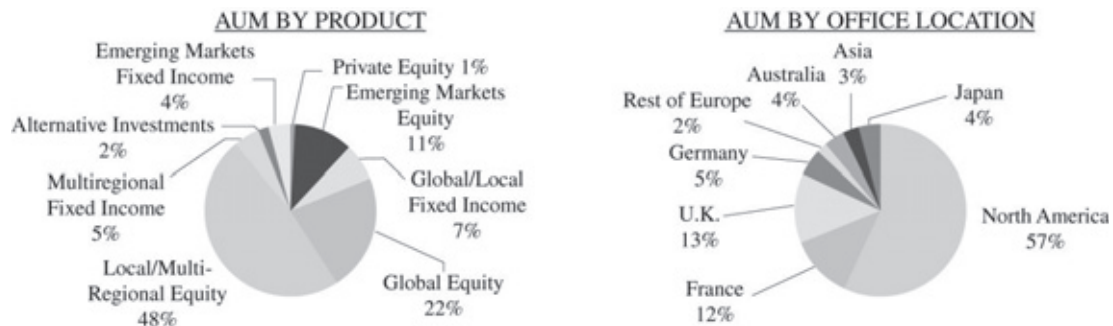 AUM BY PRODUCT
Emerging Markets
Fixed Income
4%
Private Equity 1%
Emerging Markets
Equity
11%
Alternative Investments
2%
Multiregional
Fixed Income
5%
Global/Local
Fixed Income
7%
Local/Multi-
Regional Equity
48%
Global Equity
22%
AUM BY OFFICE LOCATION
Asia
3%
Australia
4%
Rest of Europe
2%
Japan
4%
Germany
5%
U.K.
13%
North America
57%
France
12%